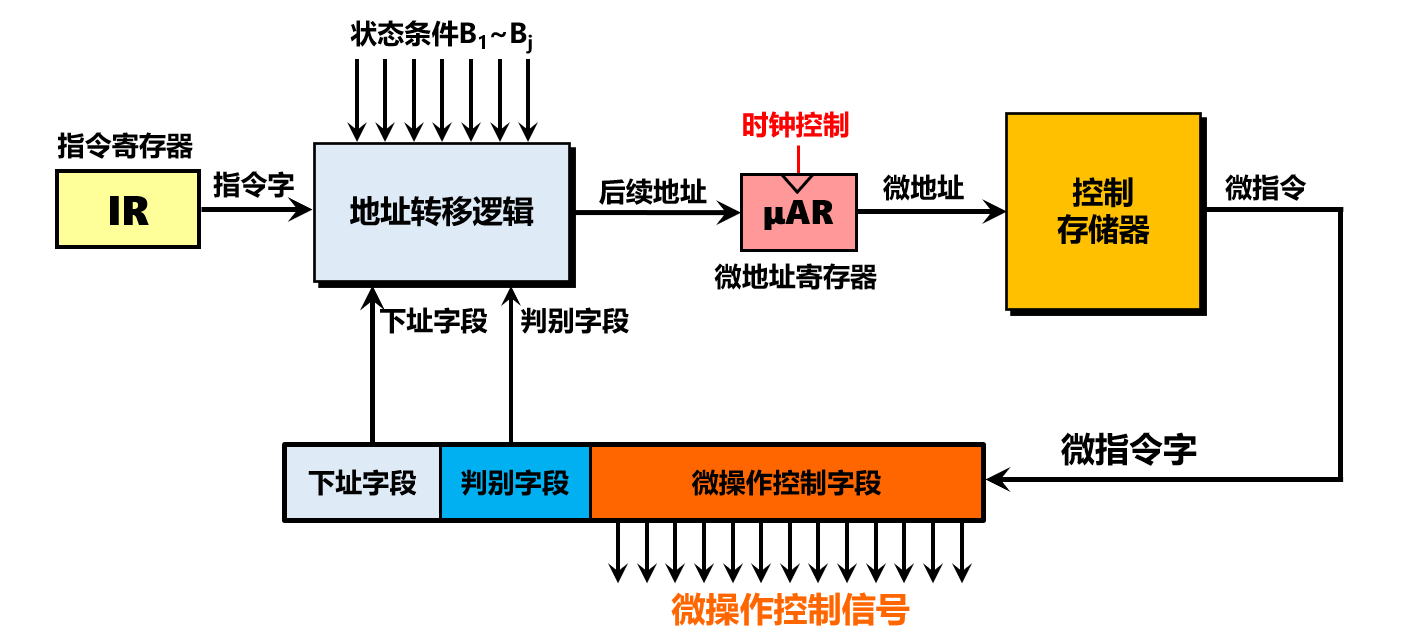 状态条件B1~Bj
指令寄存器
IR
指令字
地址转移逻辑
后续地址
时钟控制
μAR
微地址寄存器
微地址
控制
存储器
微指令
下址字段
判别字段
微指令字
下址字段
判别字段
微操作控制字段
微操作控制信号